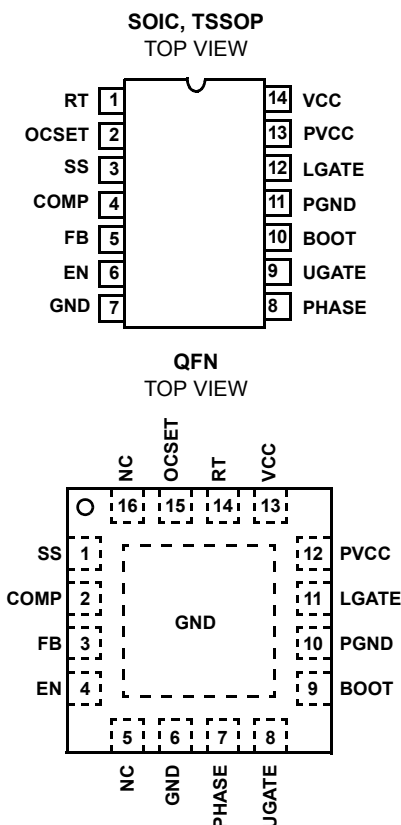 SOIC, TSSOP
TOP VIEW
RT 1 14 VCC
OCSET 2 13 PVCC
SS 3 12 LGATE
COMP 4 11 PGND
FB 5 10 BOOT
EN 6 9 UGATE
GND 7 8 PHASE
QFN
TOP VIEW
NC OCSET RT VCC
16 15 14 13
SS 1 12 PVCC
COMP 2 11 LGATE
GND
FB 3 10 PGND
EN 4 9 BOOT
5 6 7 8
NC GND PHASE UGATE